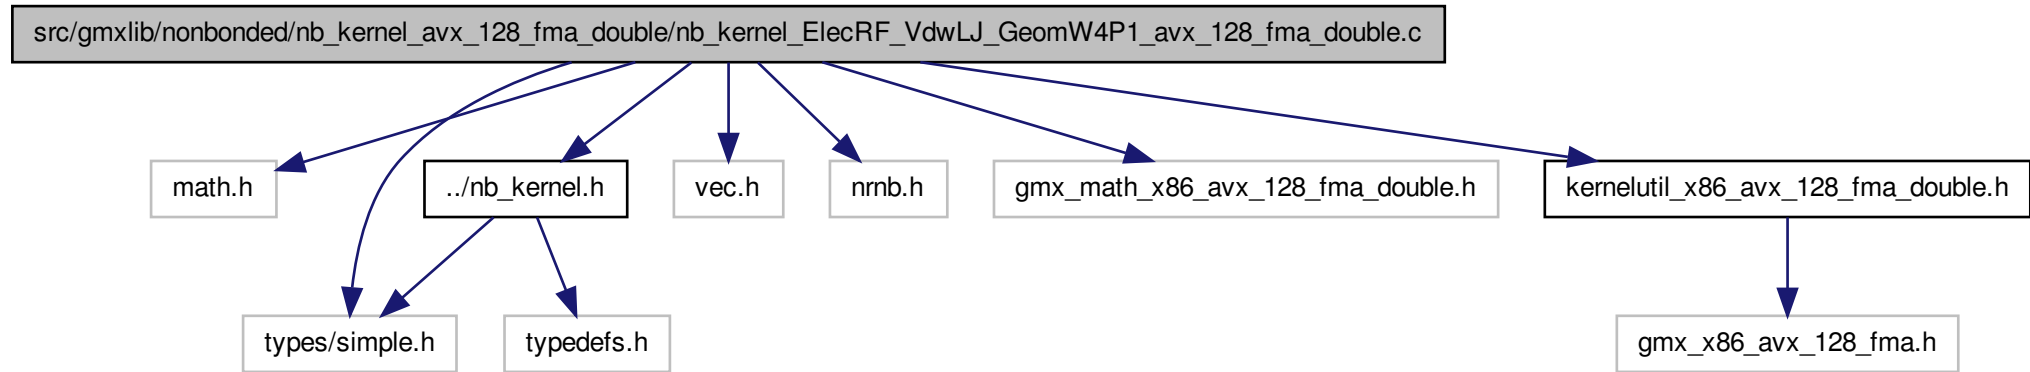 src/gmxlib/nonbonded/nb_kernel_avx_128_fma_double/nb_kernel_ElecRF_VdwLJ_GeomW4P1_avx_128_fma_double.c
math.h
../nb_kernel.h
vec.h
nrnb.h
gmx_math_x86_avx_128_fma_double.h
kernelutil_x86_avx_128_fma_double.h
types/simple.h
typedefs.h
gmx_x86_avx_128_fma.h